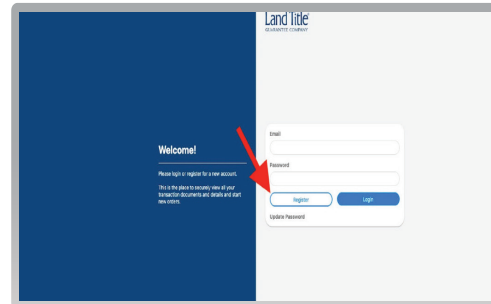 Land Title
GUARANTEE COMPANY
Welcome!
Please login or register for a new account.
This is the place to securely view all your
transaction documents and details and start
new orders.
Email
Password
Register
Login
Update Password